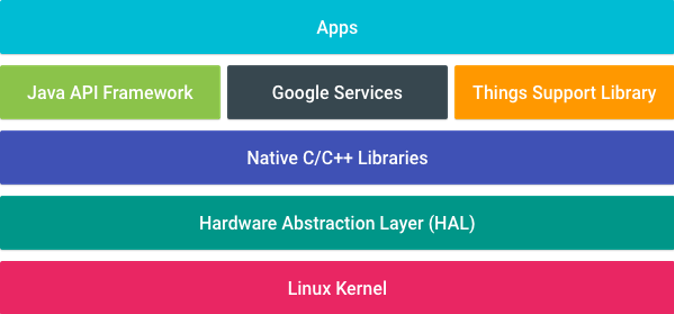 Apps
Java API Framework
Google Services
Things Support Library
Native C/C++ Libraries
Hardware Abstraction Layer (HAL)
Linux Kernel